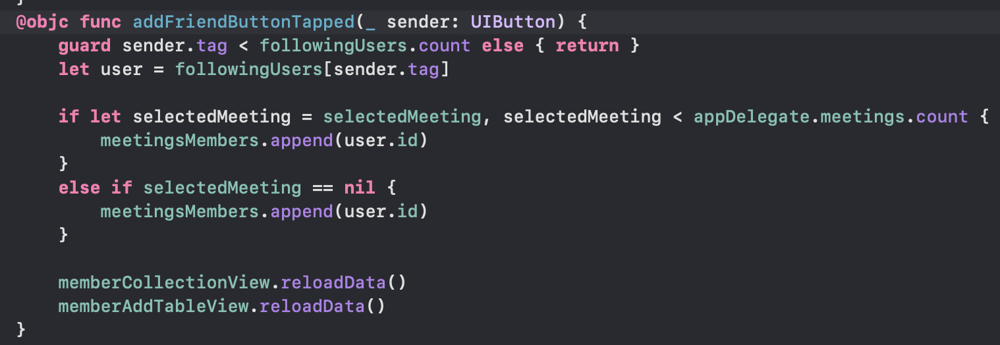 }
@objc func addFriendButtonTapped(_ sender: UIButton) {
    guard sender.tag < followingUsers.count else { return }
    let user = followingUsers[sender.tag]

    if let selectedMeeting = selectedMeeting, selectedMeeting < appDelegate.meetings.count {
        meetingsMembers.append(user.id)
    }
    else if selectedMeeting == nil {
        meetingsMembers.append(user.id)
    }

    memberCollectionView.reloadData()
    memberAddTableView.reloadData()
}